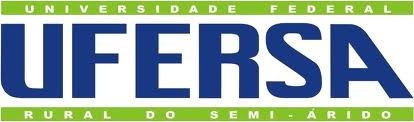 UNIVERSIDADE FEDERAL
UFERSA
RURAL DO SEMI-ÁRIDO